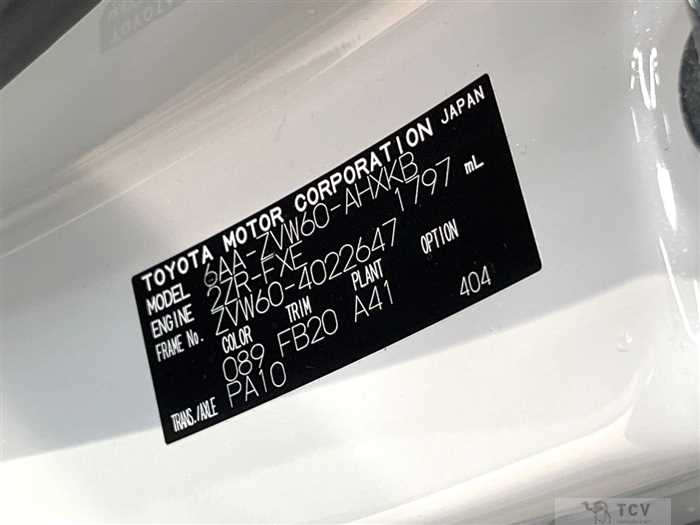 TOYOTA MOTOR CORPORATION JAPAN
MODEL 6AA-ZVW60-AHXKB
ENGINE 2ZR-FXE 1797 mL
FRAME No. ZVW60-4022647
COLOR TRIM PLANT OPTION
089 FB20 A41 404
TRANS./AXLE PA10
TCV